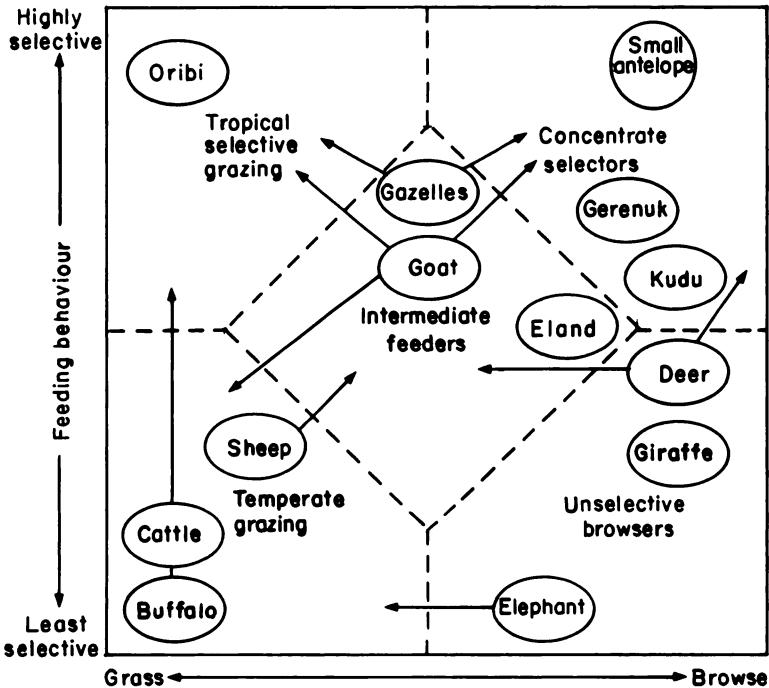 Highly
selective
Oribi
Small
antelope
Tropical
selective
grazing
Concentrate
selectors
Gazelles
Gerenuk
Goat
Kudu
Intermediate
feeders
Eland
Deer
Feeding behaviour
Sheep
Giraffe
Temperate
grazing
Unselective
browsers
Cattle
Buffalo
Elephant
Least
selective
Grass
Browse